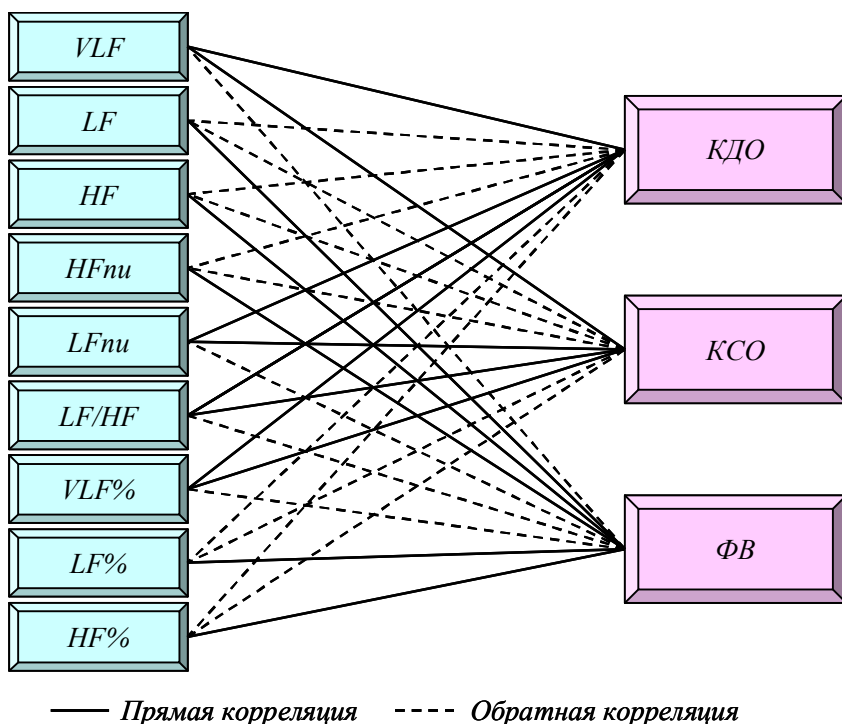 VLF
LF
HF
HFnu
LFnu
LF/HF
VLF%
LF%
HF%
КДО
КСО
ФВ
Прямая корреляция
Обратная корреляция